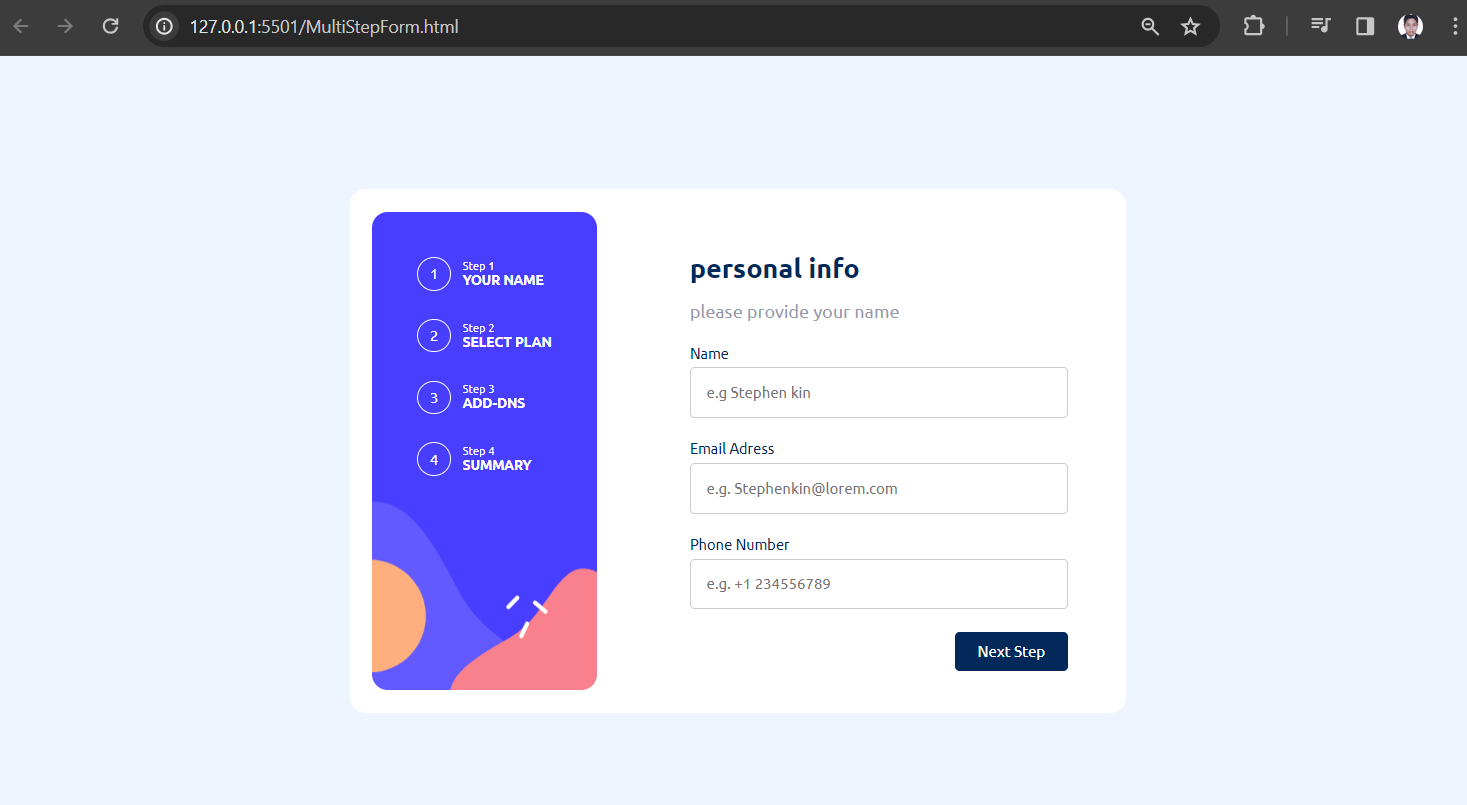 127.0.0.1:5501/MultiStepForm.html
1
Step 1
YOUR NAME
2
Step 2
SELECT PLAN
3
Step 3
ADD-DNS
4
Step 4
SUMMARY
personal info
please provide your name
Name
e.g Stephen kin
Email Adress
e.g. Stephenkin@lorem.com
Phone Number
e.g. +1 234556789
Next Step